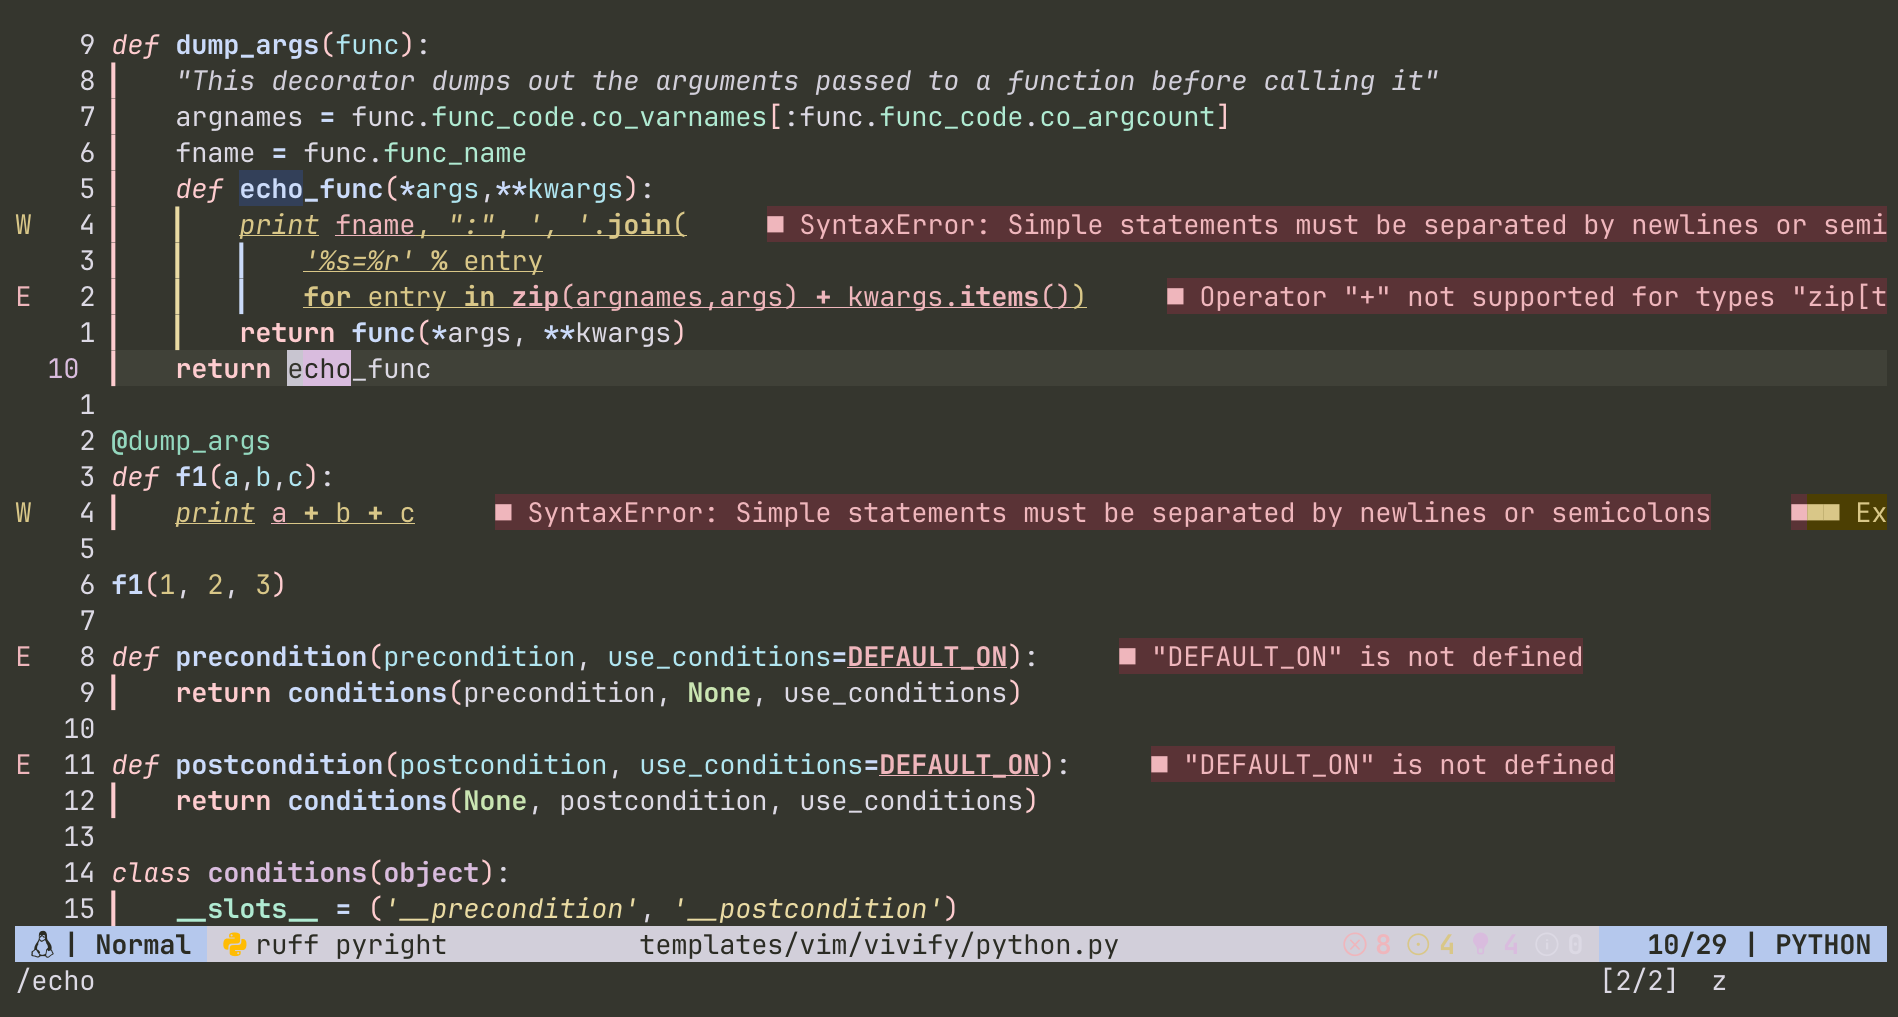 9 def dump_args(func):
8 "This decorator dumps out the arguments passed to a function before calling it"
7 argnames = func.func_code.co_varnames[:func.func_code.co_argcount]
6 fname = func.func_name
5 def echo_func(*args,**kwargs):
W 4 print fname, ":", ', '.join( ■ SyntaxError: Simple statements must be separated by newlines or semi
3 '%s=%r' % entry
E 2 for entry in zip(argnames,args) + kwargs.items()) ■ Operator "+" not supported for types "zip[t
1 return func(*args, **kwargs)
10 return echo_func
1
2 @dump_args
3 def f1(a,b,c):
W 4 print a + b + c ■ SyntaxError: Simple statements must be separated by newlines or semicolons ■■■ Ex
5
6 f1(1, 2, 3)
7
E 8 def precondition(precondition, use_conditions=DEFAULT_ON): ■ "DEFAULT_ON" is not defined
9 return conditions(precondition, None, use_conditions)
10
E 11 def postcondition(postcondition, use_conditions=DEFAULT_ON): ■ "DEFAULT_ON" is not defined
12 return conditions(None, postcondition, use_conditions)
13
14 class conditions(object):
15 __slots__ = ('__precondition', '__postcondition')
| Normal ruff pyright templates/vim/vivify/python.py 8 4 4 0 10/29 | PYTHON
/echo [2/2] z